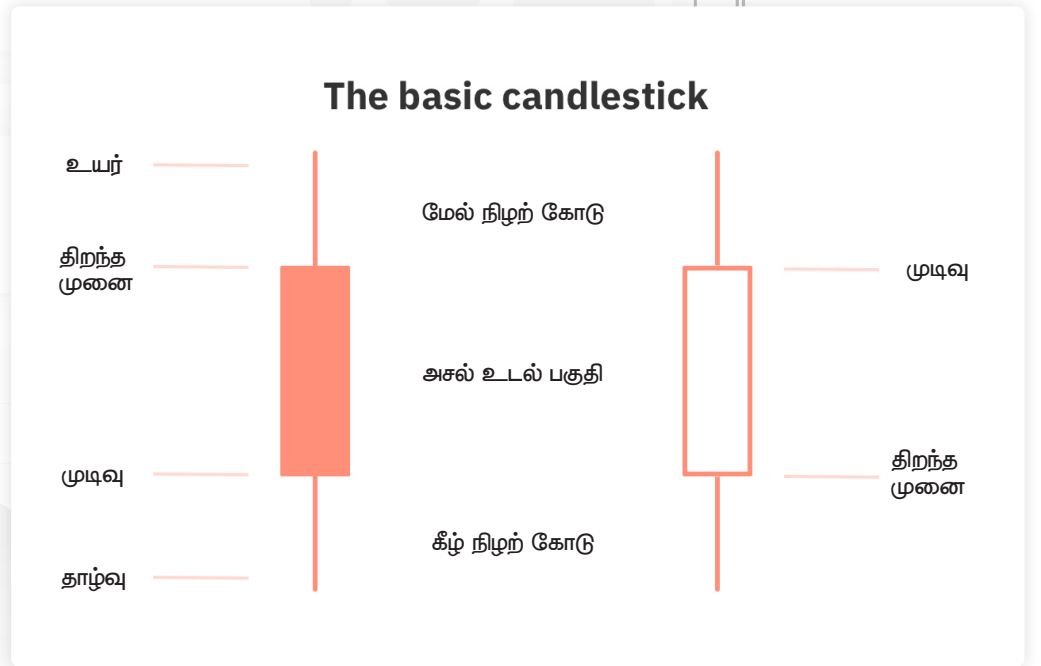 The basic candlestick
உயர்
மேல் நிழற் கோடு
திறந்த
முனை
முடிவு
அசல் உடல் பகுதி
முடிவு
திறந்த
முனை
கீழ் நிழற் கோடு
தாழ்வு